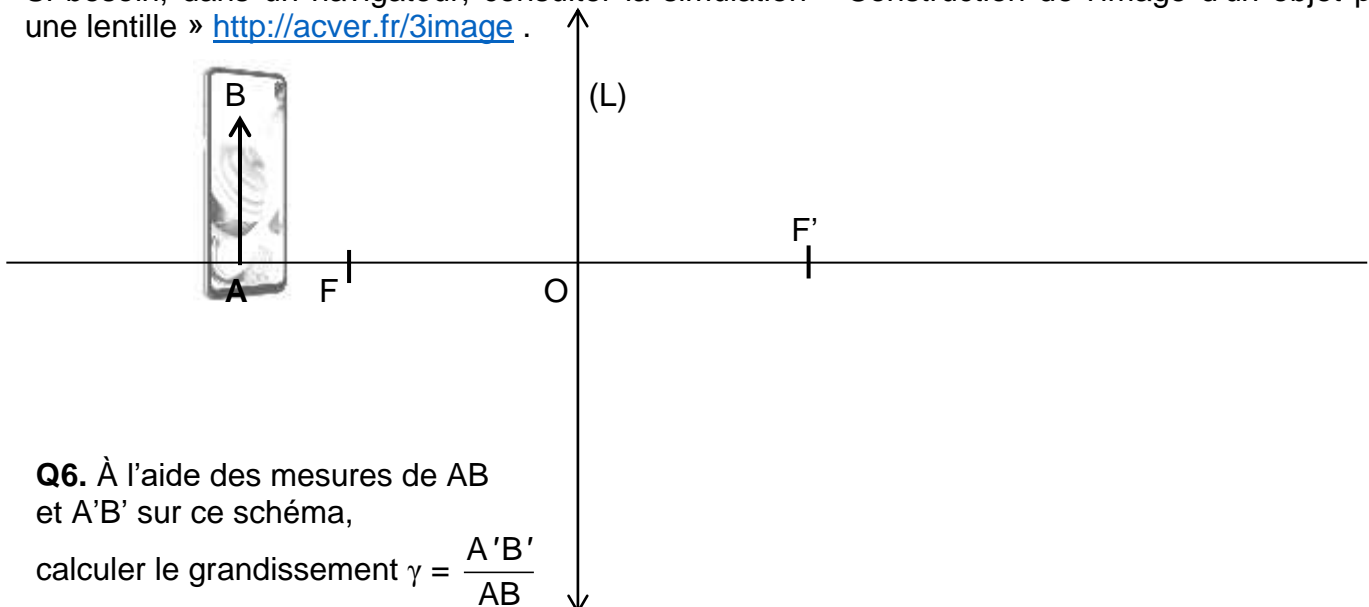 une lentille » http://acver.fr/3image .
B
(L)
F'
A
F
O
Q6. À l'aide des mesures de AB
et A'B' sur ce schéma,
calculer le grandissement γ = A'B' / AB